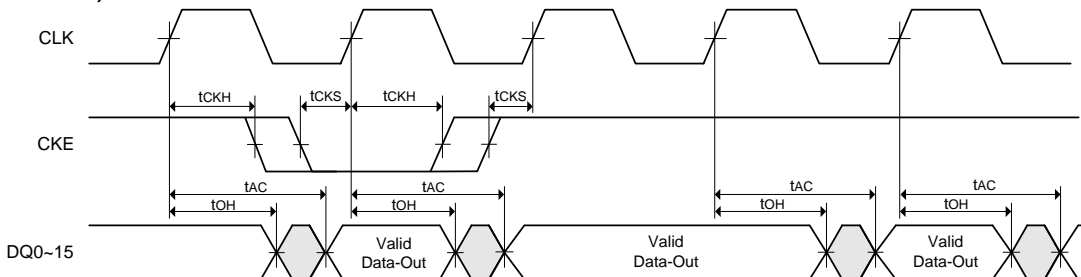 CLK
tCKH tCKS tCKH tCKS
CKE
tAC tAC tAC tAC
tOH tOH tOH tOH
DQ0~15
Valid Data-Out
Valid Data-Out
Valid Data-Out